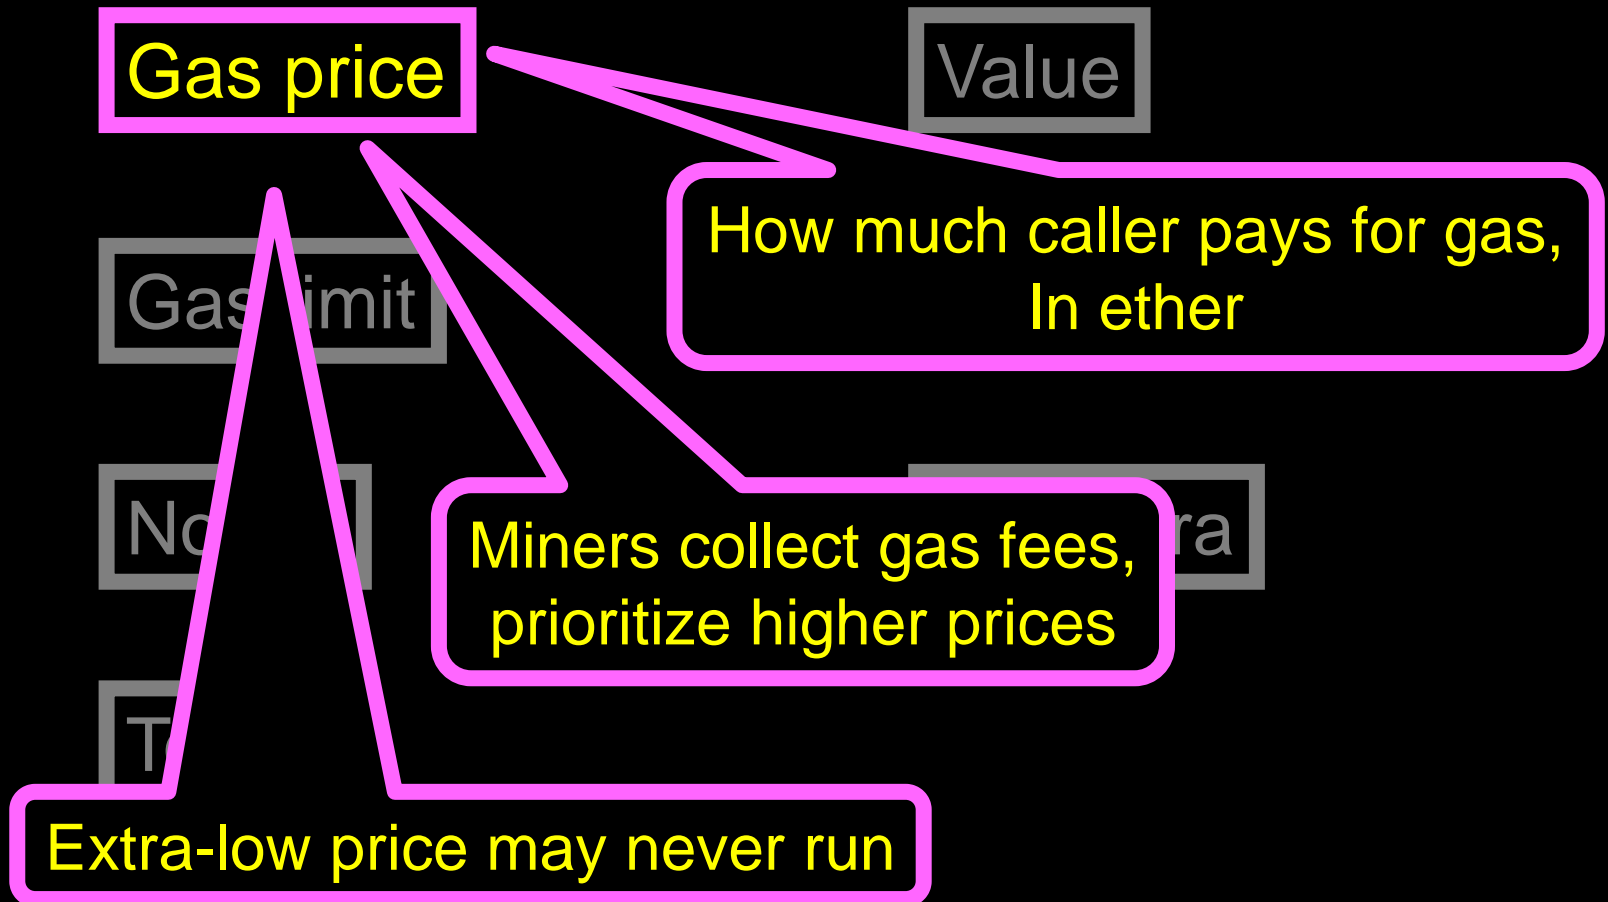 Gas price
Value
How much caller pays for gas,
In ether
Miners collect gas fees,
prioritize higher prices
Extra-low price may never run